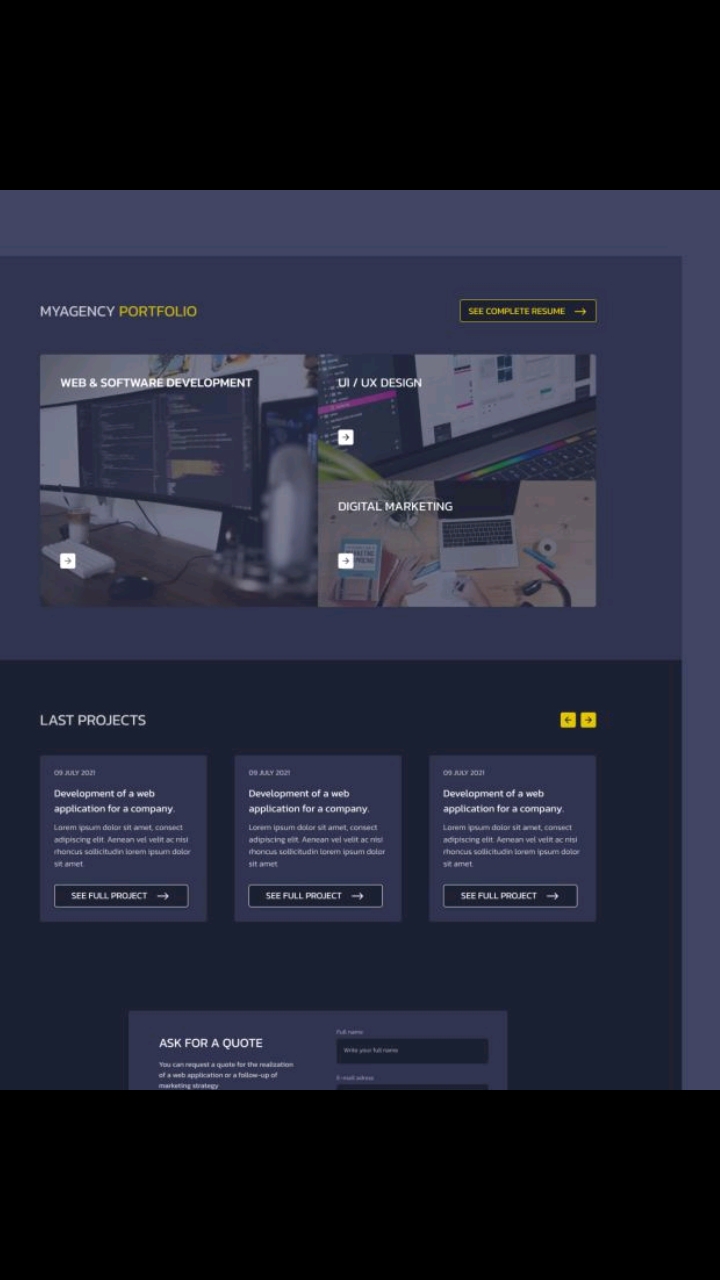 MYAGENCY PORTFOLIO
SEE COMPLETE RESUME
WEB & SOFTWARE DEVELOPMENT
UI / UX DESIGN
DIGITAL MARKETING
LAST PROJECTS
09 JULY 2021
Development of a web
application for a company.
Lorem ipsum dolor sit amet, consect
adipiscing elit. Aenean vel velit ac nisi
rhoncus sollicitudin lorem ipsum dolor
sit amet.
SEE FULL PROJECT
09 JULY 2021
Development of a web
application for a company.
Lorem ipsum dolor sit amet, consect
adipiscing elit. Aenean vel velit ac nisi
rhoncus sollicitudin lorem ipsum dolor
sit amet.
SEE FULL PROJECT
09 JULY 2021
Development of a web
application for a company.
Lorem ipsum dolor sit amet, consect
adipiscing elit. Aenean vel velit ac nisi
rhoncus sollicitudin lorem ipsum dolor
sit amet.
SEE FULL PROJECT
ASK FOR A QUOTE
You can request a quote for the realization
of a web application or a follow-up of
marketing strategy
Full name
Write your full name
E-mail adress